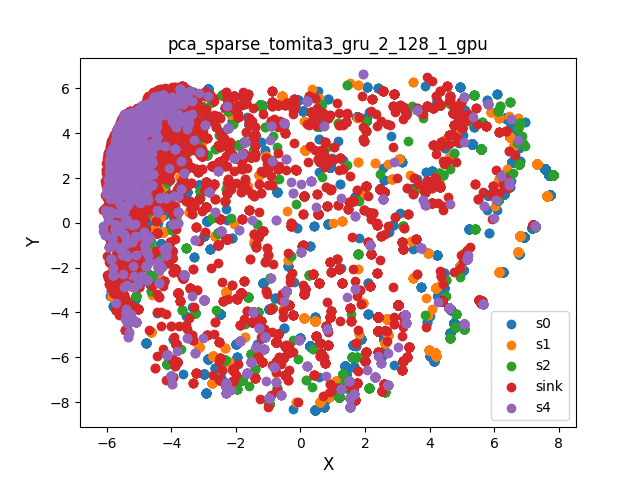 pca_sparse_tomita3_gru_2_128_1_gpu
6
4
2
0
−2
−4
−6
−8
Y
s0
s1
s2
sink
s4
−6 −4 −2 0 2 4 6 8
X